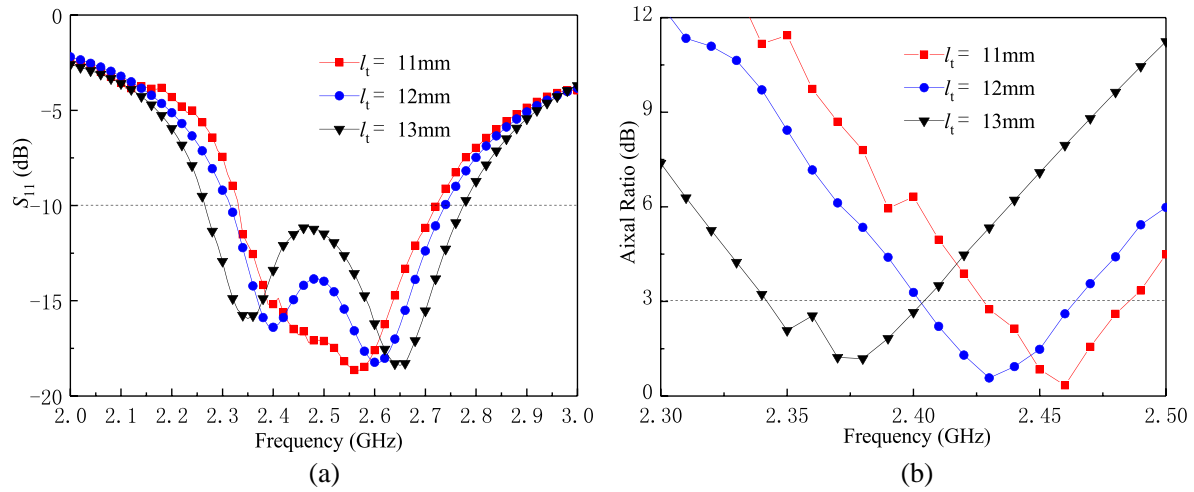 0
-5
-10
-15
-20
S11 (dB)
lt = 11mm
lt = 12mm
lt = 13mm
2.0 2.1 2.2 2.3 2.4 2.5 2.6 2.7 2.8 2.9 3.0
Frequency (GHz)
(a)
12
9
6
3
0
Aixal Ratio (dB)
lt = 11mm
lt = 12mm
lt = 13mm
2.30 2.35 2.40 2.45 2.50
Frequency (GHz)
(b)